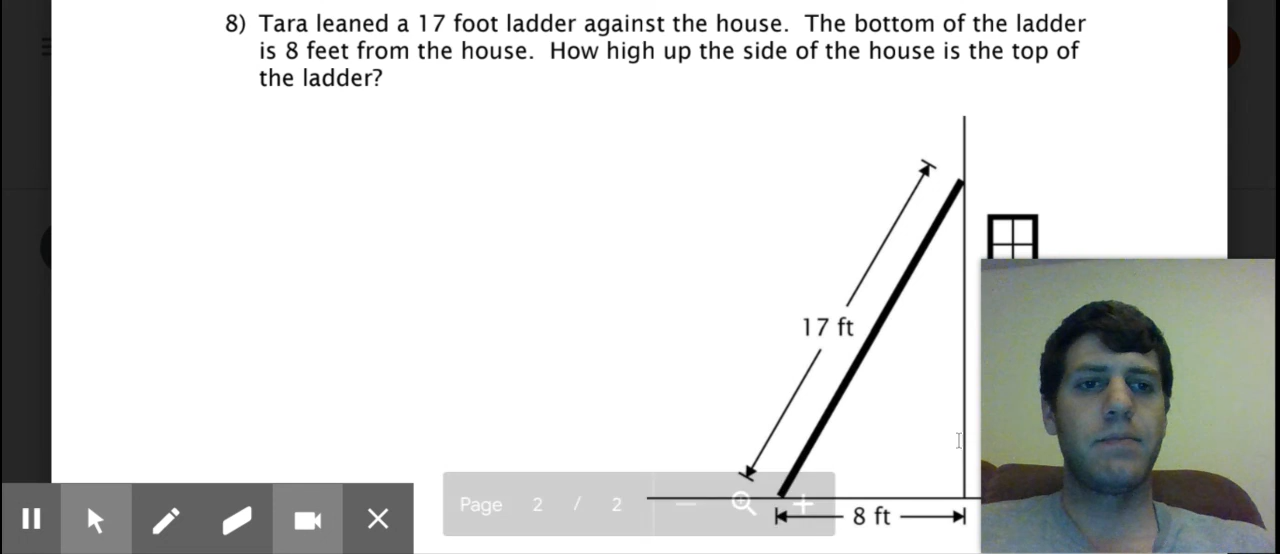 8) Tara leaned a 17 foot ladder against the house. The bottom of the ladder
is 8 feet from the house. How high up the side of the house is the top of
the ladder?
17 ft
Page 2 / 2
8 ft